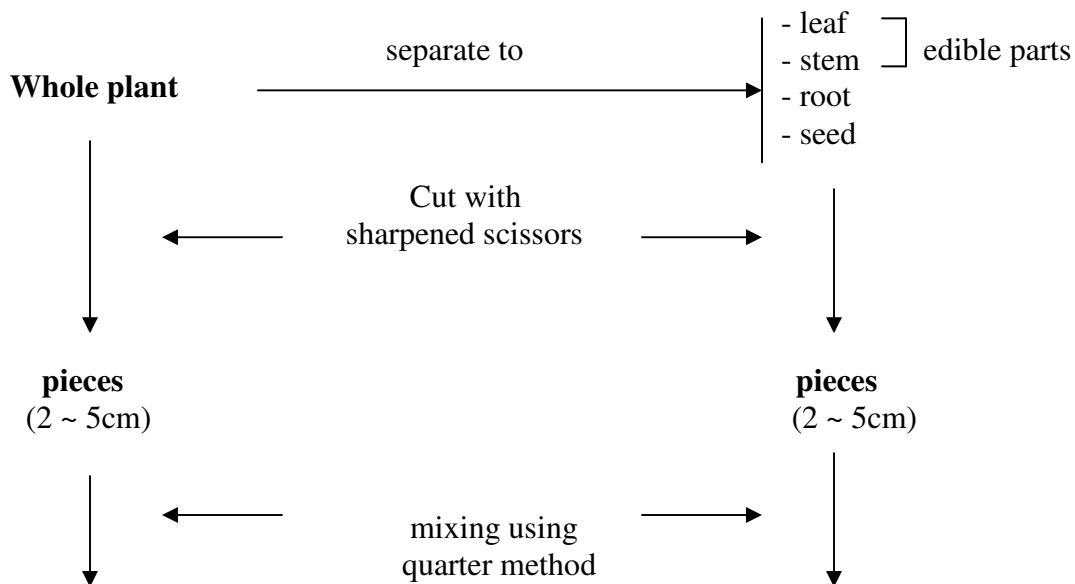 - leaf
separate to
edible parts
- stem
Whole plant
- root
- seed
Cut with
sharpened scissors
pieces
(2 ~ 5cm)
pieces
(2 ~ 5cm)
mixing using
quarter method